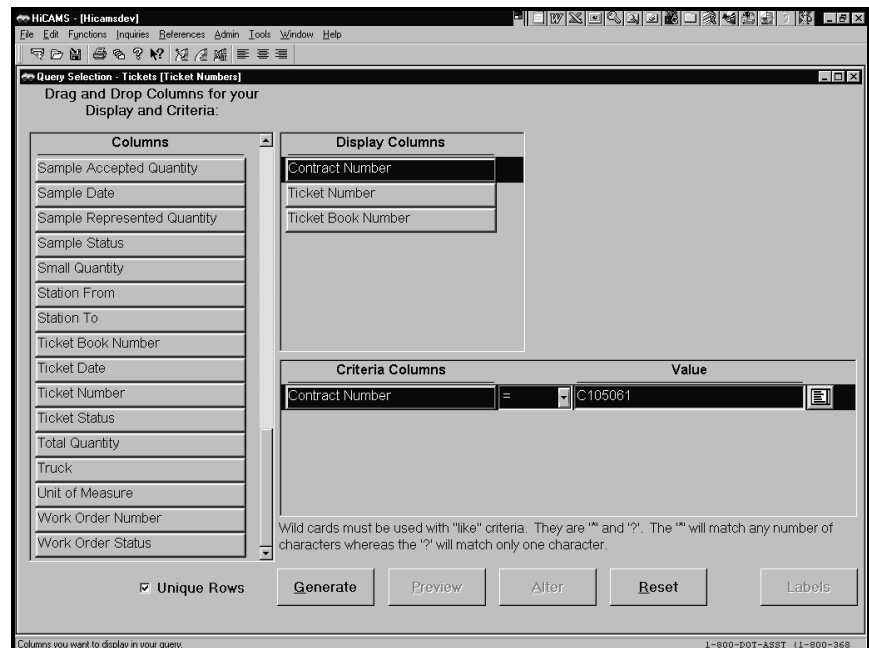 HiCAMS - [Hicamsdev]
File Edit Functions Inquiries References Admin Tools Window Help
Query Selection - Tickets [Ticket Numbers]
Drag and Drop Columns for your
Display and Criteria:
Columns
Sample Accepted Quantity
Sample Date
Sample Represented Quantity
Sample Status
Small Quantity
Station From
Station To
Ticket Book Number
Ticket Date
Ticket Number
Ticket Status
Total Quantity
Truck
Unit of Measure
Work Order Number
Work Order Status
Display Columns
Contract Number
Ticket Number
Ticket Book Number
Criteria Columns Value
Contract Number = C105061
Wild cards must be used with "like" criteria. They are '*' and '?'. The '*' will match any number of
characters whereas the '?' will match only one character.
Unique Rows Generate Preview Alter Reset Labels
Columns you want to display in your query. 1-800-DOT-ASST (1-800-368